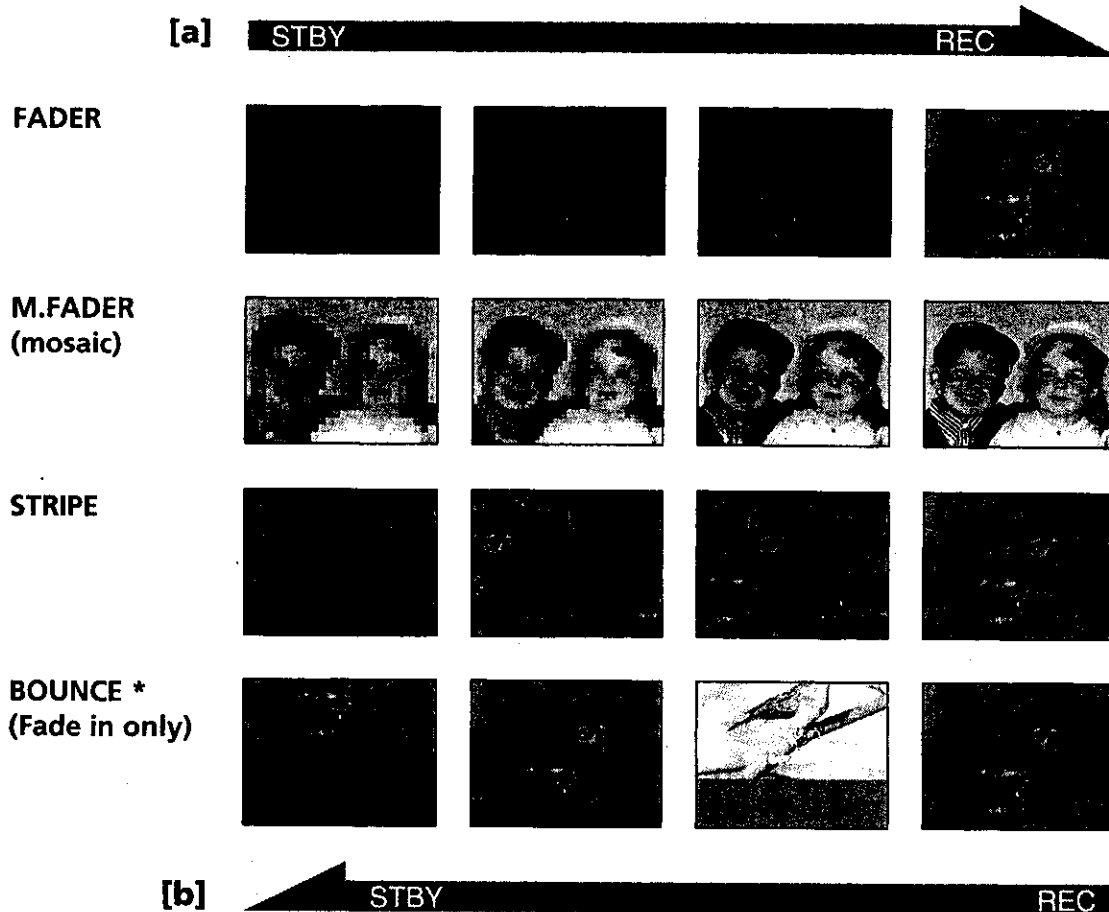 [a] STBY REC
FADER
M.FADER
(mosaic)
STRIPE
BOUNCE *
(Fade in only)
[b] STBY REC